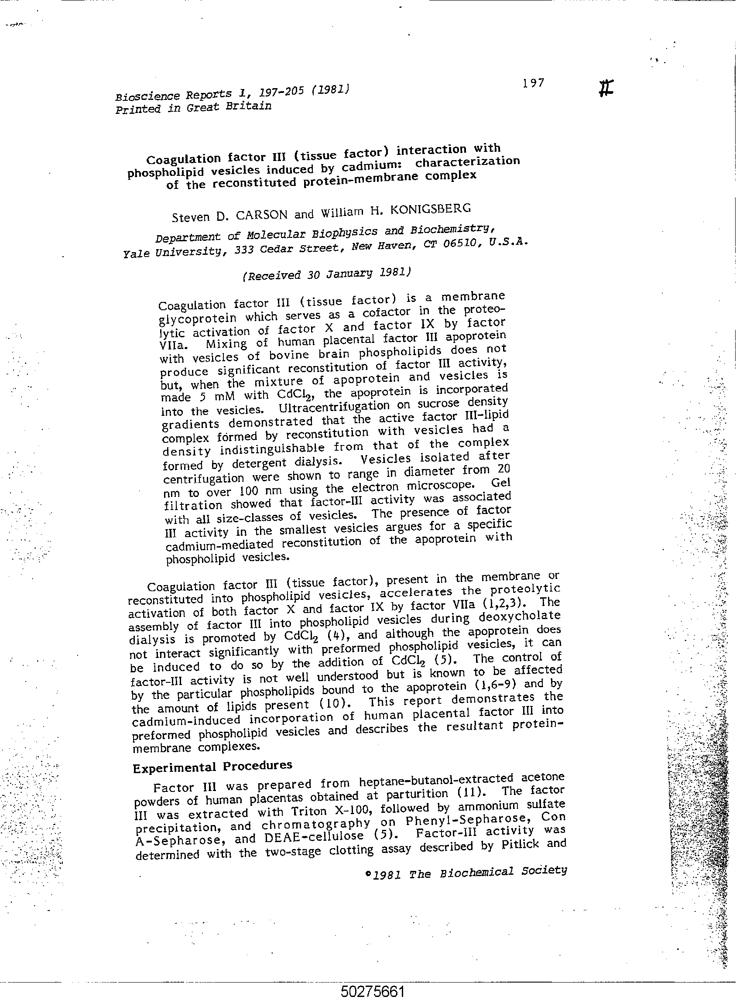 197
II
Bioscience Reports 1, 197-205 (1981)
Printed in Great Britain
Coagulation factor III (tissue factor) interaction with
phospholipid vesicles induced by cadmium: characterization
of the reconstituted protein-membrane complex
Steven D. CARSON and William H. KONIGSBERG
Department of Molecular Biophysics and Biochemistry,
Yale University, 333 Cedar Street, New Haven, CT 06510, U.S.A.
(Received 30 January 1981)
Coagulation factor III (tissue factor) is a membrane
glycoprotein which serves as a cofactor in the proteo-
lytic activation of factor X and factor IX by factor
VIIa. Mixing of human placental factor III apoprotein
with vesicles of bovine brain phospholipids does not
produce significant reconstitution of factor III activity,
but, when the mixture of apoprotein and vesicles is
made 5 mM with CdCl₂, the apoprotein is incorporated
into the vesicles. Ultracentrifugation on sucrose density
gradients demonstrated that the active factor III-lipid
complex formed by reconstitution with vesicles had a
density indistinguishable from that of the complex
formed by detergent dialysis. Vesicles isolated after
centrifugation were shown to range in diameter from 20
nm to over 100 nm using the electron microscope. Gel
filtration showed that factor-III activity was associated
with all size-classes of vesicles. The presence of factor
III activity in the smallest vesicles argues for a specific
cadmium-mediated reconstitution of the apoprotein with
phospholipid vesicles.
Coagulation factor III (tissue factor), present in the membrane or
reconstituted into phospholipid vesicles, accelerates the proteolytic
activation of both factor X and factor IX by factor VIIa (1,2,3). The
assembly of factor III into phospholipid vesicles during deoxycholate
dialysis is promoted by CdCl₂ (4), and although the apoprotein does
not interact significantly with preformed phospholipid vesicles, it can
be induced to do so by the addition of CdCl₂ (5). The control of
factor-III activity is not well understood but is known to be affected
by the particular phospholipids bound to the apoprotein (1,6-9) and by
the amount of lipids present (10). This report demonstrates the
cadmium-induced incorporation of human placental factor III into
preformed phospholipid vesicles and describes the resultant protein-
membrane complexes.
Experimental Procedures
Factor III was prepared from heptane-butanol-extracted acetone
powders of human placentas obtained at parturition (11). The factor
III was extracted with Triton X-100, followed by ammonium sulfate
precipitation, and chromatography on Phenyl-Sepharose, Con
A-Sepharose, and DEAE-cellulose (5). Factor-III activity was
determined with the two-stage clotting assay described by Pitlick and
©1981 The Biochemical Society
50275661